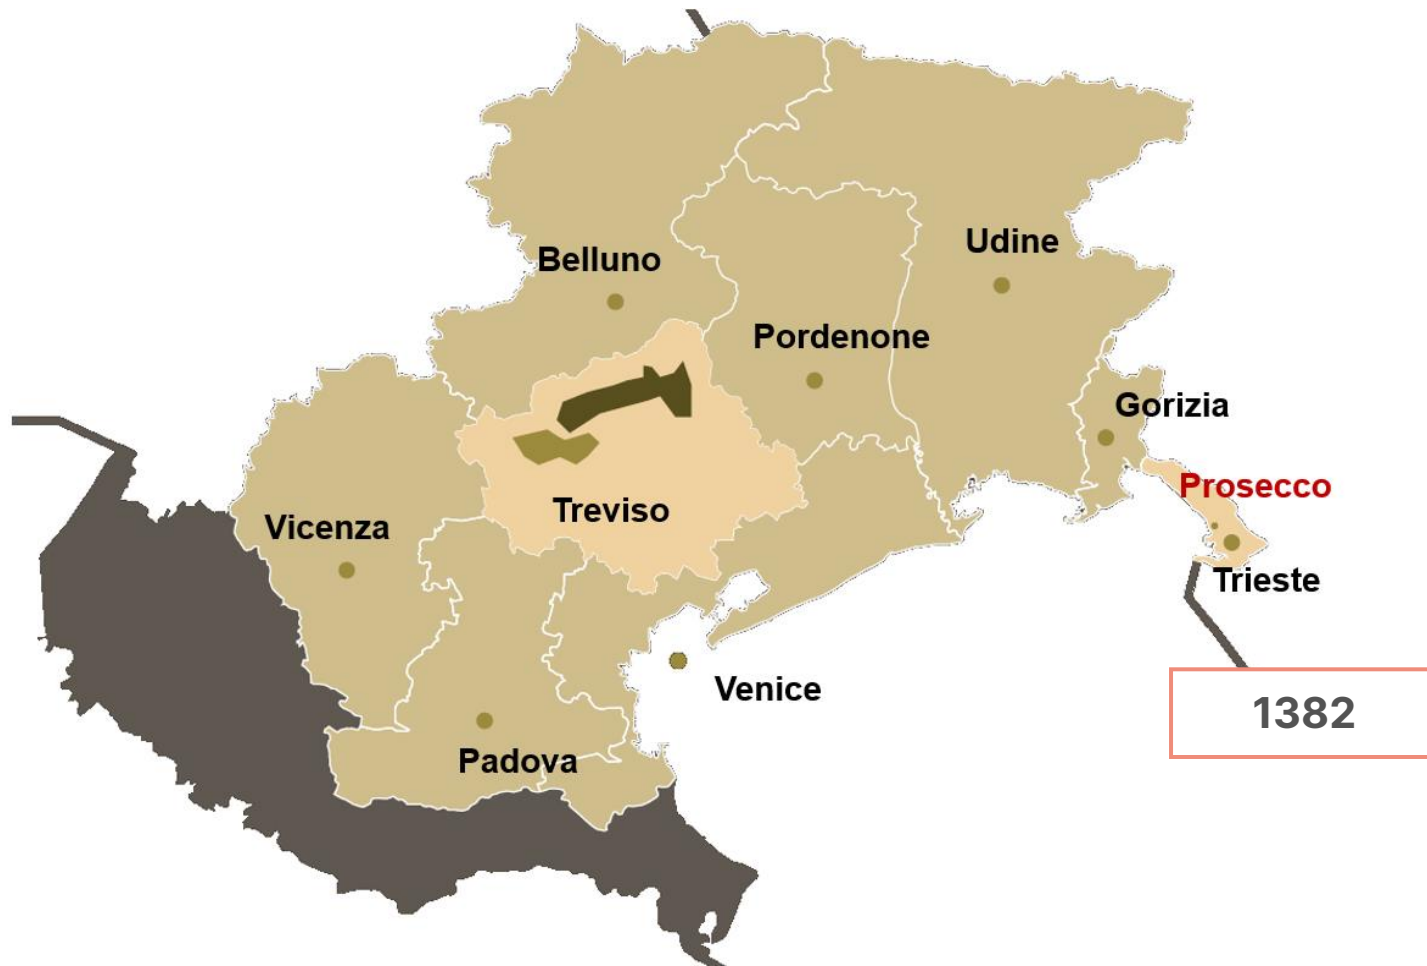 Udine
Belluno
Pordenone
Gorizia
Prosecco
Treviso
Vicenza
Trieste
Venice
1382
Padova